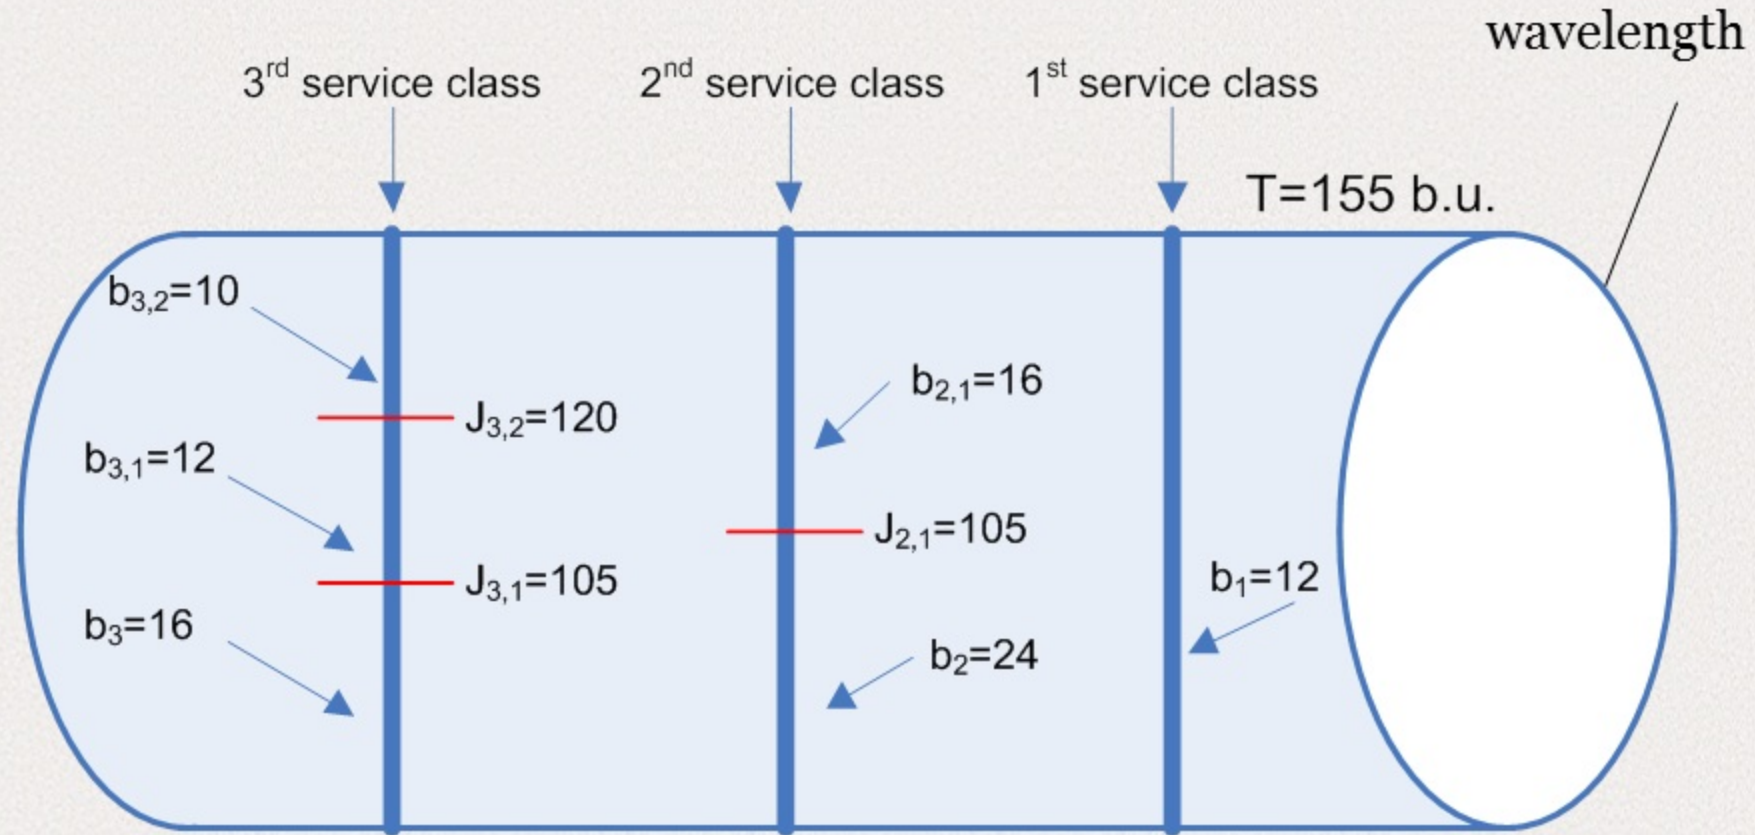 wavelength
3rd service class
2nd service class
1st service class
T=155 b.u.
b3,2=10
b2,1=16
J3,2=120
b3,1=12
J2,1=105
J3,1=105
b1=12
b3=16
b2=24